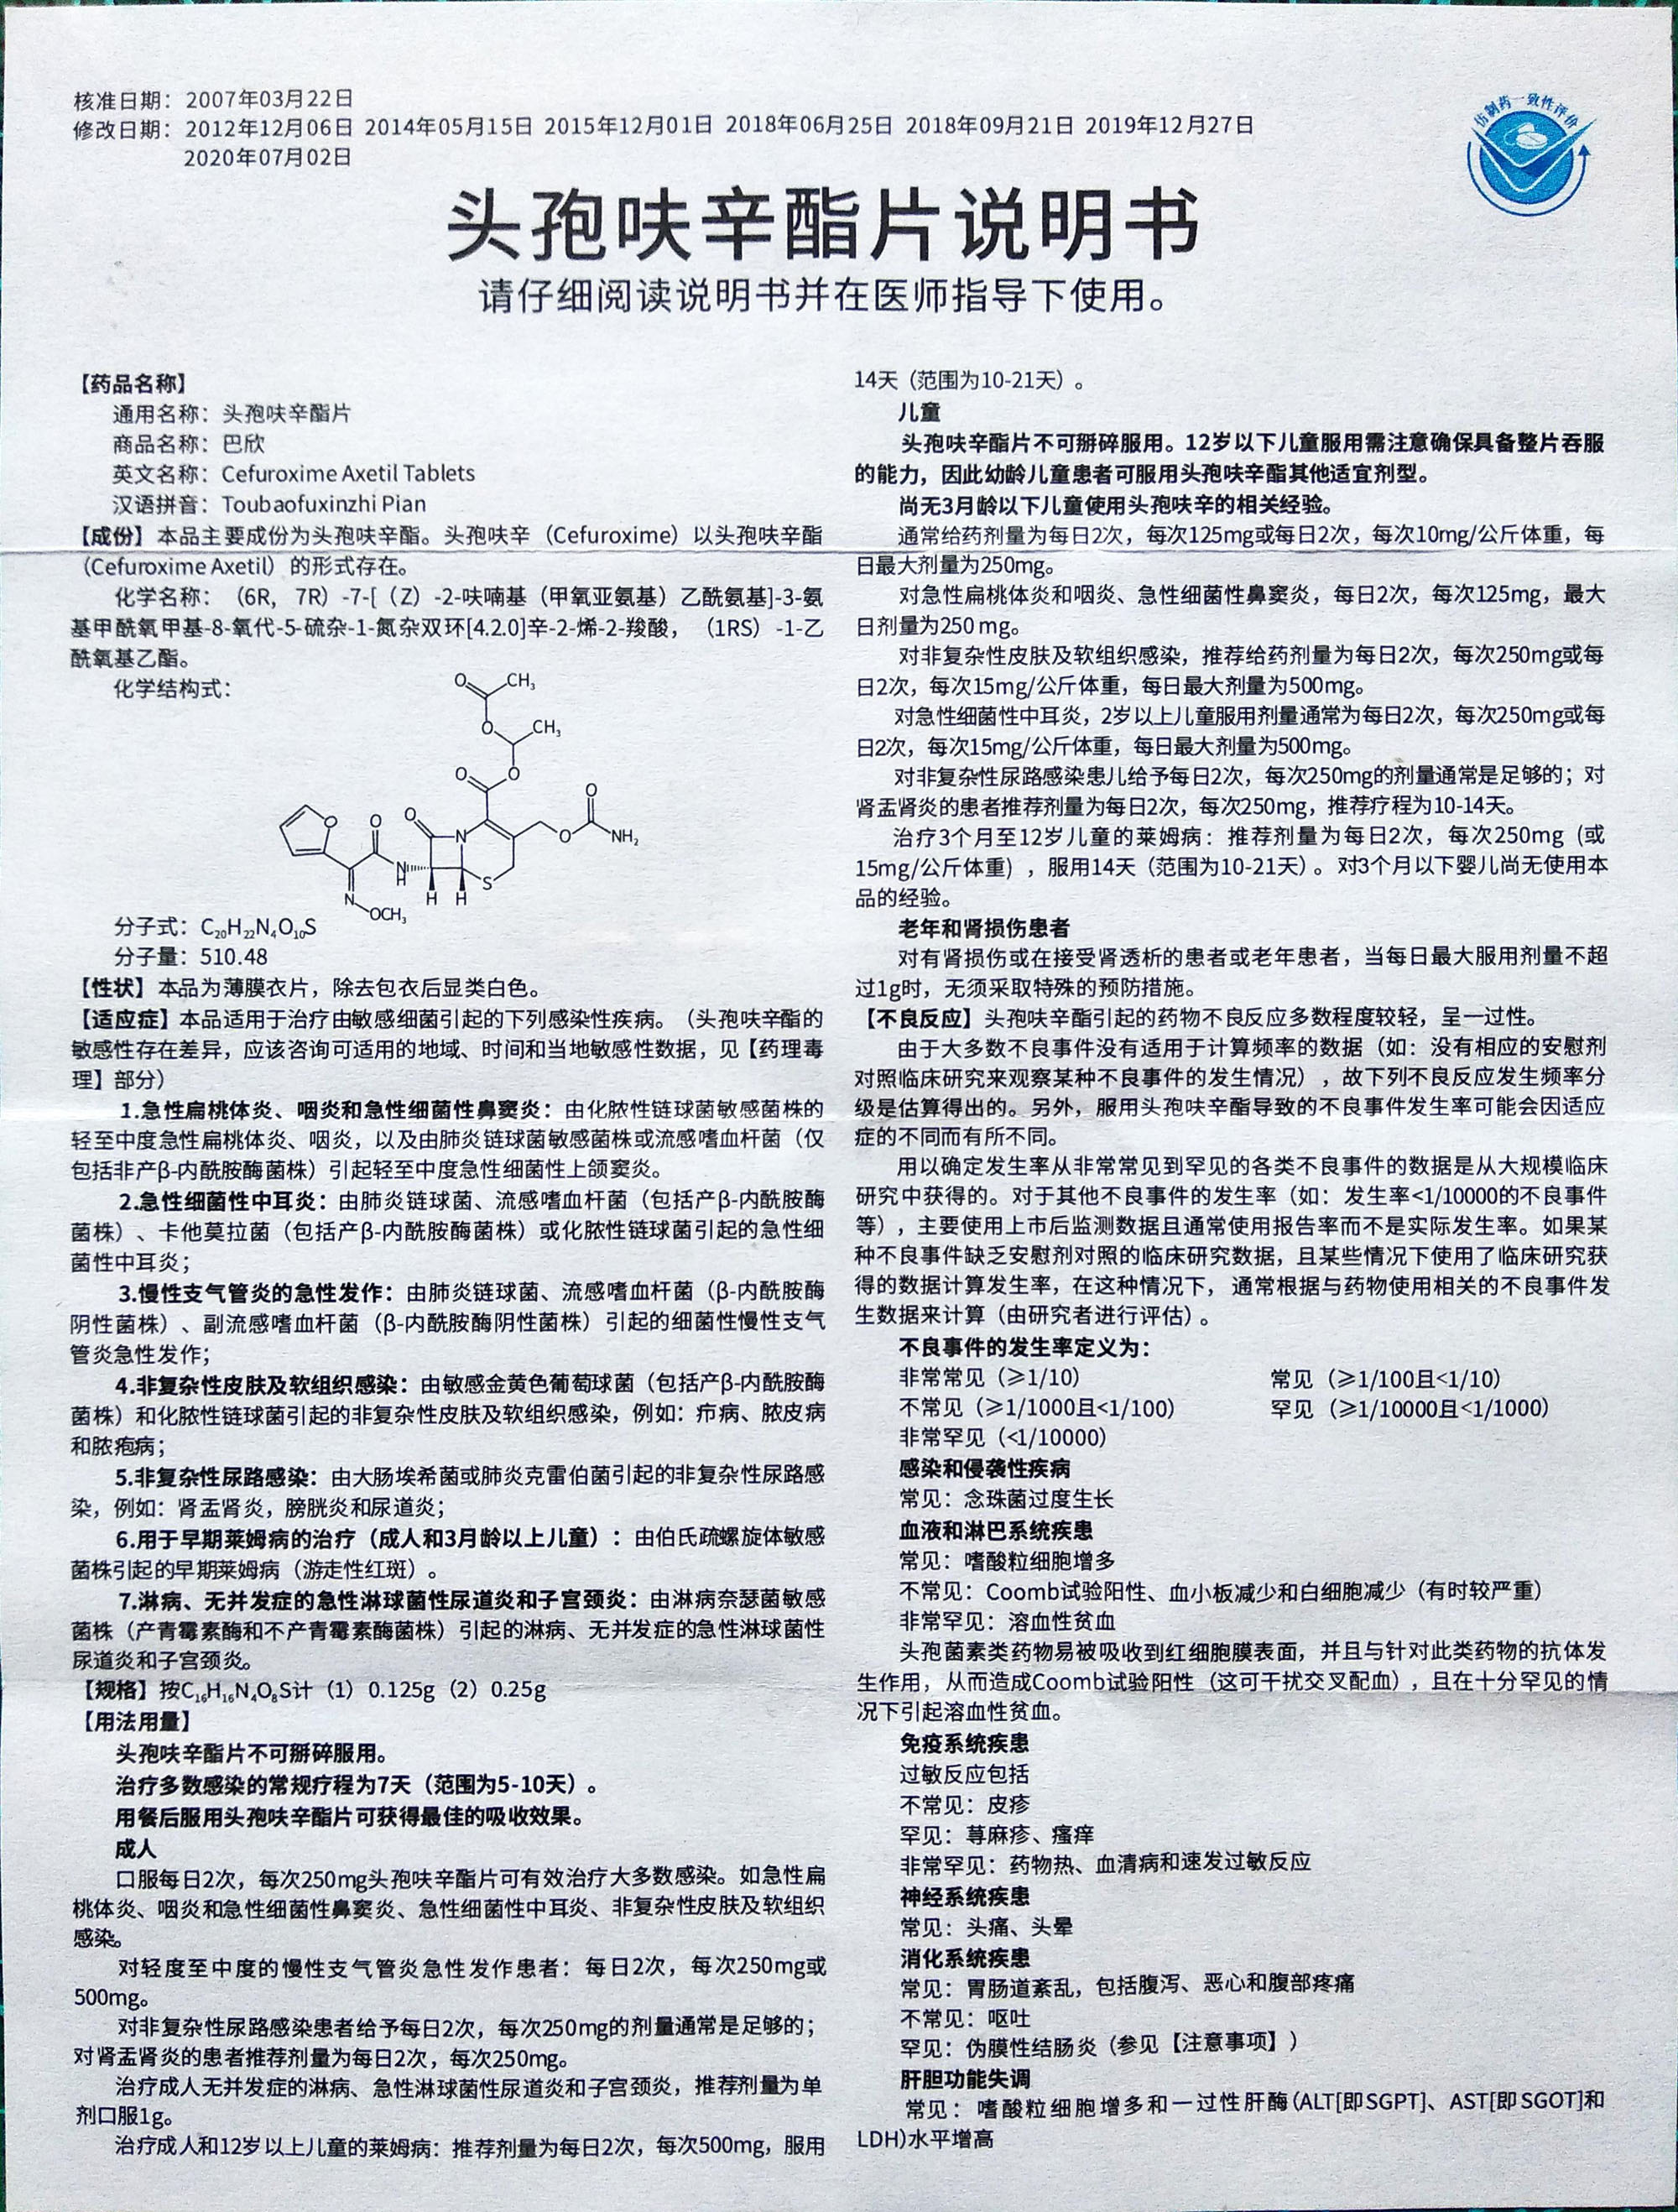 核准日期：2007年03月22日
修改日期：2012年12月06日 2014年05月15日 2015年12月01日 2018年06月25日 2018年09月21日 2019年12月27日
2020年07月02日
仿制药一致性评价
头孢呋辛酯片说明书
请仔细阅读说明书并在医师指导下使用。
【药品名称】
通用名称：头孢呋辛酯片
商品名称：巴欣
英文名称：Cefuroxime Axetil Tablets
汉语拼音：Toubaofuxinzhi Pian
【成份】本品主要成份为头孢呋辛酯。头孢呋辛（Cefuroxime）以头孢呋辛酯
（Cefuroxime Axetil）的形式存在。
化学名称：（6R，7R）-7-[（Z）-2-呋喃基（甲氧亚氨基）乙酰氨基]-3-氨
基甲酰氧甲基-8-氧代-5-硫杂-1-氮杂双环[4.2.0]辛-2-烯-2-羧酸，（1RS）-1-乙
酰氧基乙酯。
化学结构式：
O CH₃
O CH₃
O O
O O O
N O NH₂
N H S
H H
N OCH₃
分子式：C₂₀H₂₂N₄O₁₀S
分子量：510.48
【性状】本品为薄膜衣片，除去包衣后显类白色。
【适应症】本品适用于治疗由敏感细菌引起的下列感染性疾病。（头孢呋辛酯的
敏感性存在差异，应该咨询可适用的地域、时间和当地敏感性数据，见【药理毒
理】部分）
1.急性扁桃体炎、咽炎和急性细菌性鼻窦炎：由化脓性链球菌敏感菌株的
轻至中度急性扁桃体炎、咽炎，以及由肺炎链球菌敏感菌株或流感嗜血杆菌（仅
包括非产β-内酰胺酶菌株）引起轻至中度急性细菌性上颌窦炎。
2.急性细菌性中耳炎：由肺炎链球菌、流感嗜血杆菌（包括产β-内酰胺酶
菌株）、卡他莫拉菌（包括产β-内酰胺酶菌株）或化脓性链球菌引起的急性细
菌性中耳炎；
3.慢性支气管炎的急性发作：由肺炎链球菌、流感嗜血杆菌（β-内酰胺酶
阴性菌株）、副流感嗜血杆菌（β-内酰胺酶阴性菌株）引起的细菌性慢性支气
管炎急性发作；
4.非复杂性皮肤及软组织感染：由敏感金黄色葡萄球菌（包括产β-内酰胺酶
菌株）和化脓性链球菌引起的非复杂性皮肤及软组织感染，例如：疖病、脓皮病
和脓疱病；
5.非复杂性尿路感染：由大肠埃希菌或肺炎克雷伯菌引起的非复杂性尿路感
染，例如：肾盂肾炎，膀胱炎和尿道炎；
6.用于早期莱姆病的治疗（成人和3月龄以上儿童）：由伯氏疏螺旋体敏感
菌株引起的早期莱姆病（游走性红斑）。
7.淋病、无并发症的急性淋球菌性尿道炎和子宫颈炎：由淋病奈瑟菌敏感
菌株（产青霉素酶和不产青霉素酶菌株）引起的淋病、无并发症的急性淋球菌性
尿道炎和子宫颈炎。
【规格】按C₁₆H₁₆N₄O₈S计（1）0.125g（2）0.25g
【用法用量】
头孢呋辛酯片不可掰碎服用。
治疗多数感染的常规疗程为7天（范围为5-10天）。
用餐后服用头孢呋辛酯片可获得最佳的吸收效果。
成人
口服每日2次，每次250mg头孢呋辛酯片可有效治疗大多数感染。如急性扁
桃体炎、咽炎和急性细菌性鼻窦炎、急性细菌性中耳炎、非复杂性皮肤及软组织
感染。
对轻度至中度的慢性支气管炎急性发作患者：每日2次，每次250mg或
500mg。
对非复杂性尿路感染患者给予每日2次，每次250mg的剂量通常是足够的；
对肾盂肾炎的患者推荐剂量为每日2次，每次250mg。
治疗成人无并发症的淋病、急性淋球菌性尿道炎和子宫颈炎，推荐剂量为单
剂口服1g。
治疗成人和12岁以上儿童的莱姆病：推荐剂量为每日2次，每次500mg，服用
14天（范围为10-21天）。
儿童
头孢呋辛酯片不可掰碎服用。12岁以下儿童服用需注意确保具备整片吞服
的能力，因此幼龄儿童患者可服用头孢呋辛酯其他适宜剂型。
尚无3月龄以下儿童使用头孢呋辛的相关经验。
通常给药剂量为每日2次，每次125mg或每日2次，每次10mg/公斤体重，每
日最大剂量为250mg。
对急性扁桃体炎和咽炎、急性细菌性鼻窦炎，每日2次，每次125mg，最大
日剂量为250 mg。
对非复杂性皮肤及软组织感染，推荐给药剂量为每日2次，每次250mg或每
日2次，每次15mg/公斤体重，每日最大剂量为500mg。
对急性细菌性中耳炎，2岁以上儿童服用剂量通常为每日2次，每次250mg或每
日2次，每次15mg/公斤体重，每日最大剂量为500mg。
对非复杂性尿路感染患儿给予每日2次，每次250mg的剂量通常是足够的；对
肾盂肾炎的患者推荐剂量为每日2次，每次250mg，推荐疗程为10-14天。
治疗3个月至12岁儿童的莱姆病：推荐剂量为每日2次，每次250mg（或
15mg/公斤体重），服用14天（范围为10-21天）。对3个月以下婴儿尚无使用本
品的经验。
老年和肾损伤患者
对有肾损伤或在接受肾透析的患者或老年患者，当每日最大服用剂量不超
过1g时，无须采取特殊的预防措施。
【不良反应】头孢呋辛酯引起的药物不良反应多数程度较轻，呈一过性。
由于大多数不良事件没有适用于计算频率的数据（如：没有相应的安慰剂
对照临床研究来观察某种不良事件的发生情况），故下列不良反应发生频率分
级是估算得出的。另外，服用头孢呋辛酯导致的不良事件发生率可能会因适应
症的不同而有所不同。
用以确定发生率从非常常见到罕见的各类不良事件的数据是从大规模临床
研究中获得的。对于其他不良事件的发生率（如：发生率<1/10000的不良事件
等），主要使用上市后监测数据且通常使用报告率而不是实际发生率。如果某
种不良事件缺乏安慰剂对照的临床研究数据，且某些情况下使用了临床研究获
得的数据计算发生率，在这种情况下，通常根据与药物使用相关的不良事件发
生数据来计算（由研究者进行评估）。
不良事件的发生率定义为：
非常常见（≥1/10） 常见（≥1/100且<1/10）
不常见（≥1/1000且<1/100） 罕见（≥1/10000且<1/1000）
非常罕见（<1/10000）
感染和侵袭性疾病
常见：念珠菌过度生长
血液和淋巴系统疾患
常见：嗜酸粒细胞增多
不常见：Coomb试验阳性、血小板减少和白细胞减少（有时较严重）
非常罕见：溶血性贫血
头孢菌素类药物易被吸收到红细胞膜表面，并且与针对此类药物的抗体发
生作用，从而造成Coomb试验阳性（这可干扰交叉配血），且在十分罕见的情
况下引起溶血性贫血。
免疫系统疾患
过敏反应包括
不常见：皮疹
罕见：荨麻疹、瘙痒
非常罕见：药物热、血清病和速发过敏反应
神经系统疾患
常见：头痛、头晕
消化系统疾患
常见：胃肠道紊乱，包括腹泻、恶心和腹部疼痛
不常见：呕吐
罕见：伪膜性结肠炎（参见【注意事项】）
肝胆功能失调
常见：嗜酸粒细胞增多和一过性肝酶(ALT[即SGPT]、AST[即SGOT]和
LDH)水平增高